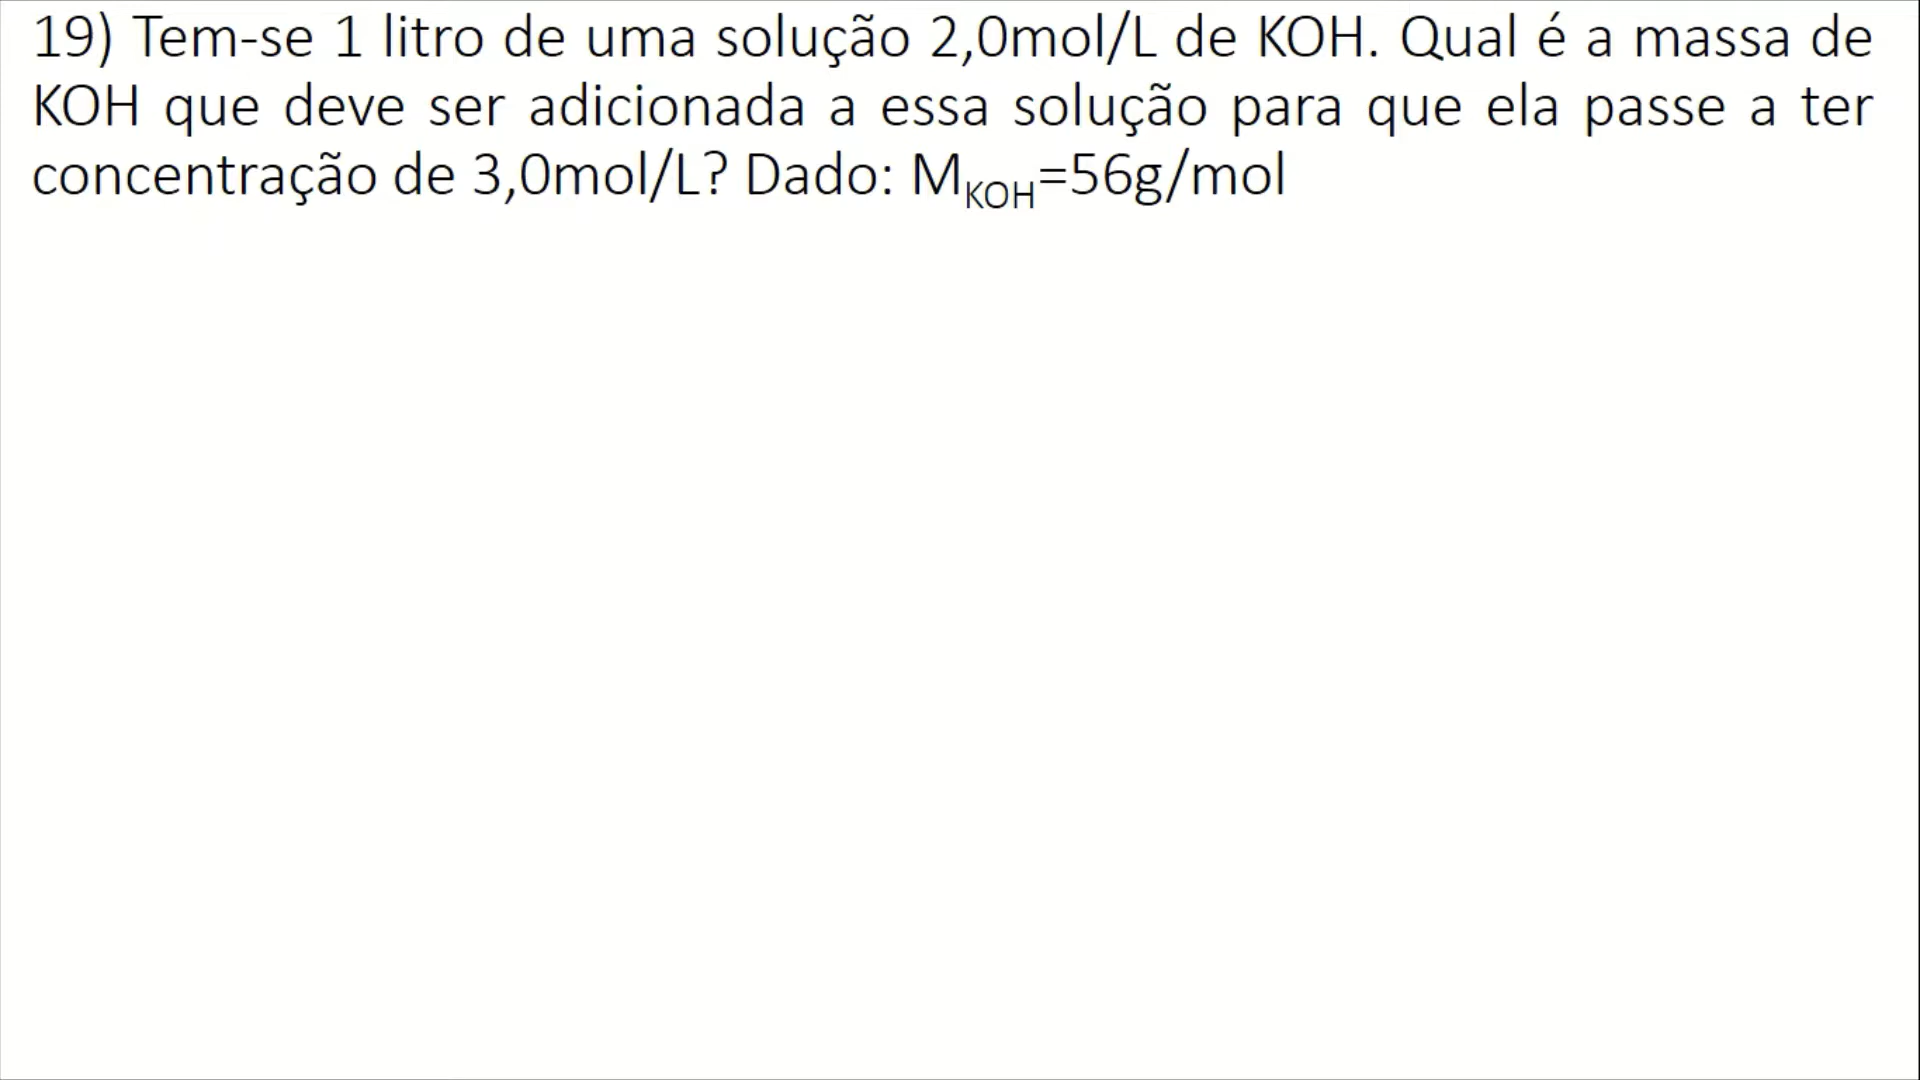 19) Tem-se 1 litro de uma solução 2,0mol/L de KOH. Qual é a massa de
KOH que deve ser adicionada a essa solução para que ela passe a ter
concentração de 3,0mol/L? Dado: M_KOH=56g/mol